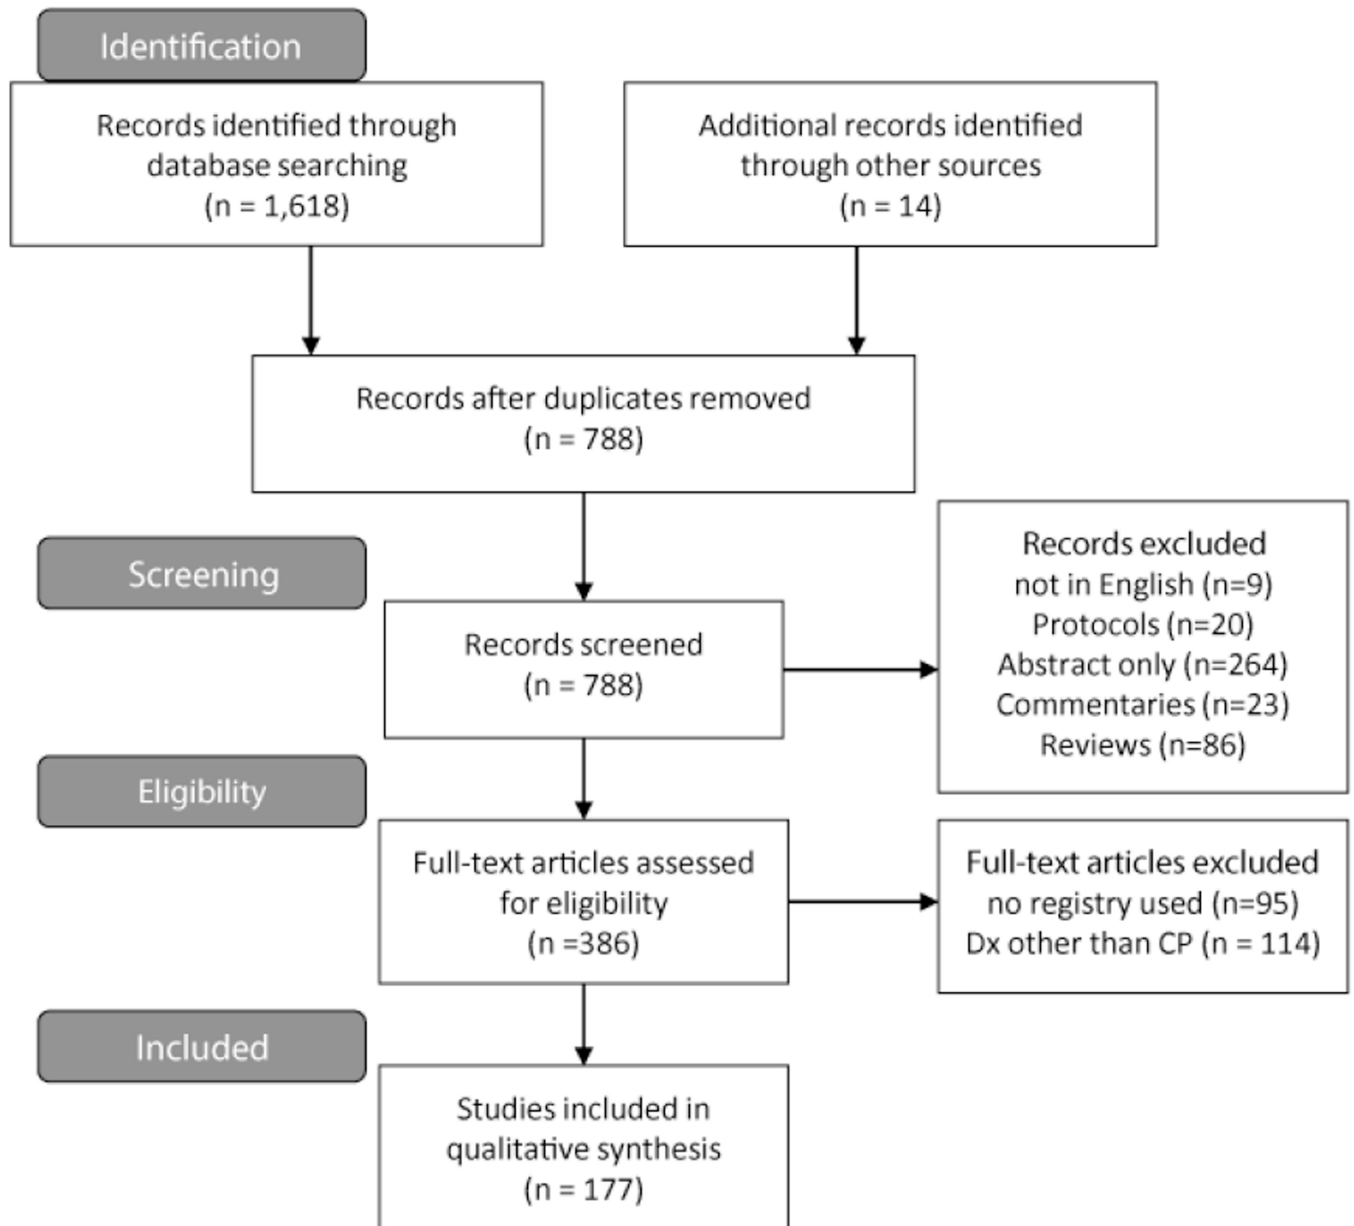 Identification
Records identified through
database searching
(n = 1,618)
Additional records identified
through other sources
(n = 14)
Records after duplicates removed
(n = 788)
Screening
Records screened
(n = 788)
Records excluded
not in English (n=9)
Protocols (n=20)
Abstract only (n=264)
Commentaries (n=23)
Reviews (n=86)
Eligibility
Full-text articles assessed
for eligibility
(n =386)
Full-text articles excluded
no registry used (n=95)
Dx other than CP (n = 114)
Included
Studies included in
qualitative synthesis
(n = 177)